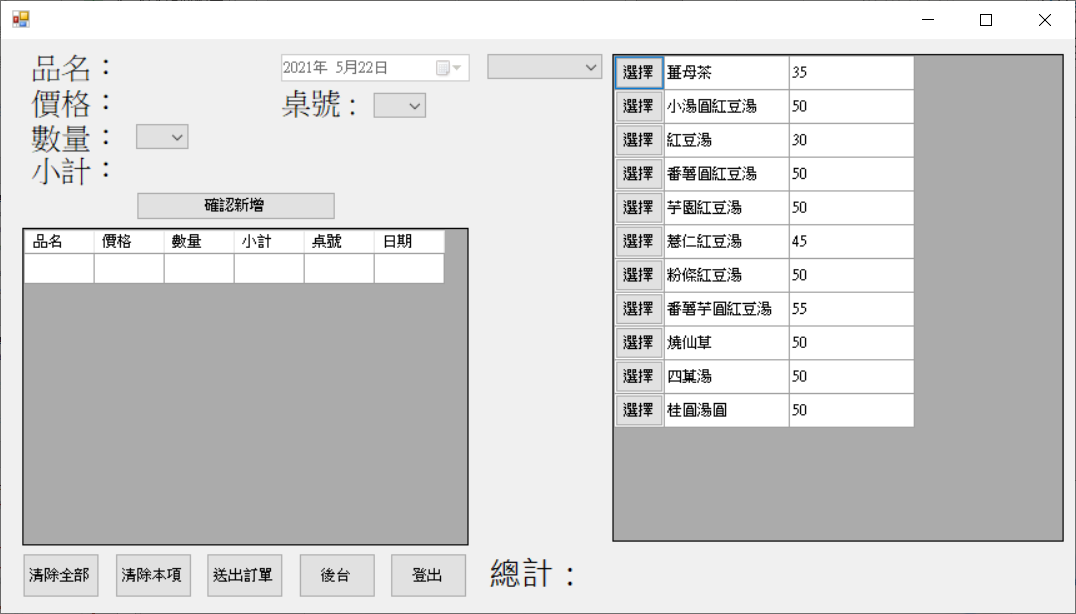 品名：
價格：
數量：
小計：
2021年 5月22日
桌號：
確認新增
品名 價格 數量 小計 桌號 日期
選擇 薑母茶 35
選擇 小湯圓紅豆湯 50
選擇 紅豆湯 30
選擇 番薯圓紅豆湯 50
選擇 芋園紅豆湯 50
選擇 薏仁紅豆湯 45
選擇 粉條紅豆湯 50
選擇 番薯芋圓紅豆湯 55
選擇 燒仙草 50
選擇 四菓湯 50
選擇 桂圓湯圓 50
清除全部 清除本項 送出訂單 後台 登出 總計：